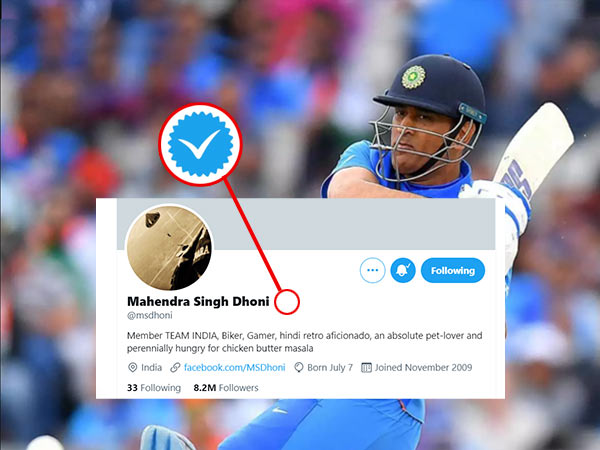 Following
Mahendra Singh Dhoni
@msdhoni
Member TEAM INDIA, Biker, Gamer, hindi retro aficionado, an absolute pet-lover and
perennially hungry for chicken butter masala
India facebook.com/MSDhoni Born July 7 Joined November 2009
33 Following 8.2M Followers